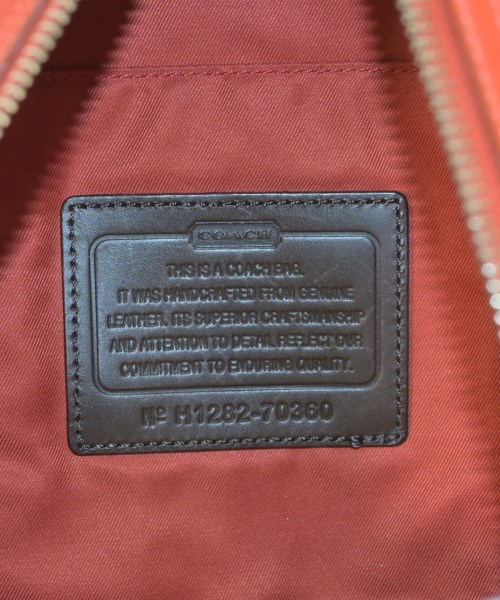 COACH
THIS IS A COACH BAG.
IT WAS HANDCRAFTED FROM GENUINE
LEATHER. ITS SUPERIOR CRAFTSMANSHIP
AND ATTENTION TO DETAIL REFLECT OUR
COMMITMENT TO ENDURING QUALITY.
Nº H1282-70360